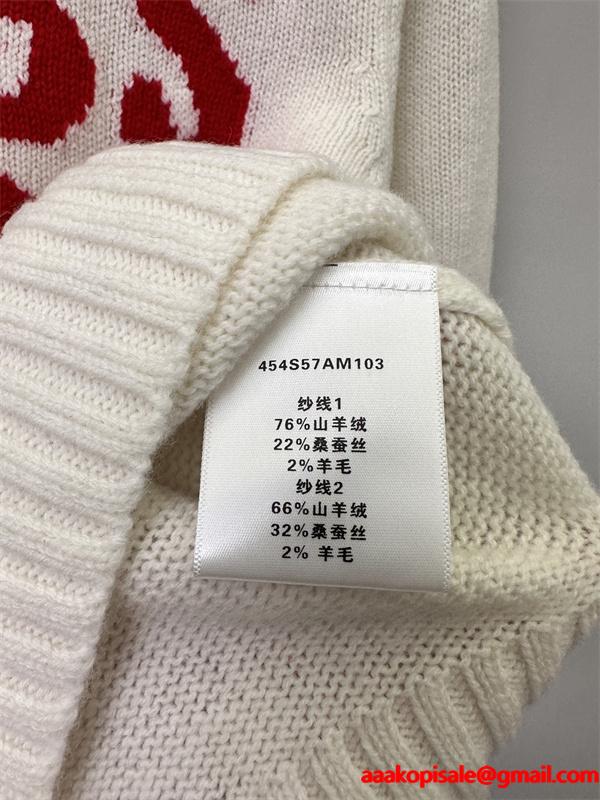 454S57AM103
纱线1
76%山羊绒
22%桑蚕丝
2%羊毛
纱线2
66%山羊绒
32%桑蚕丝
2% 羊毛
aaakopisale@gmail.com